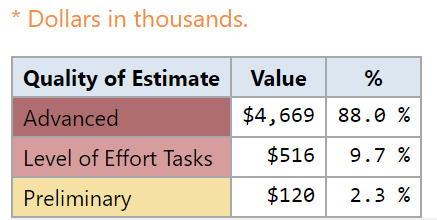 * Dollars in thousands.
Quality of Estimate Value %
Advanced $4,669 88.0 %
Level of Effort Tasks $516 9.7 %
Preliminary $120 2.3 %